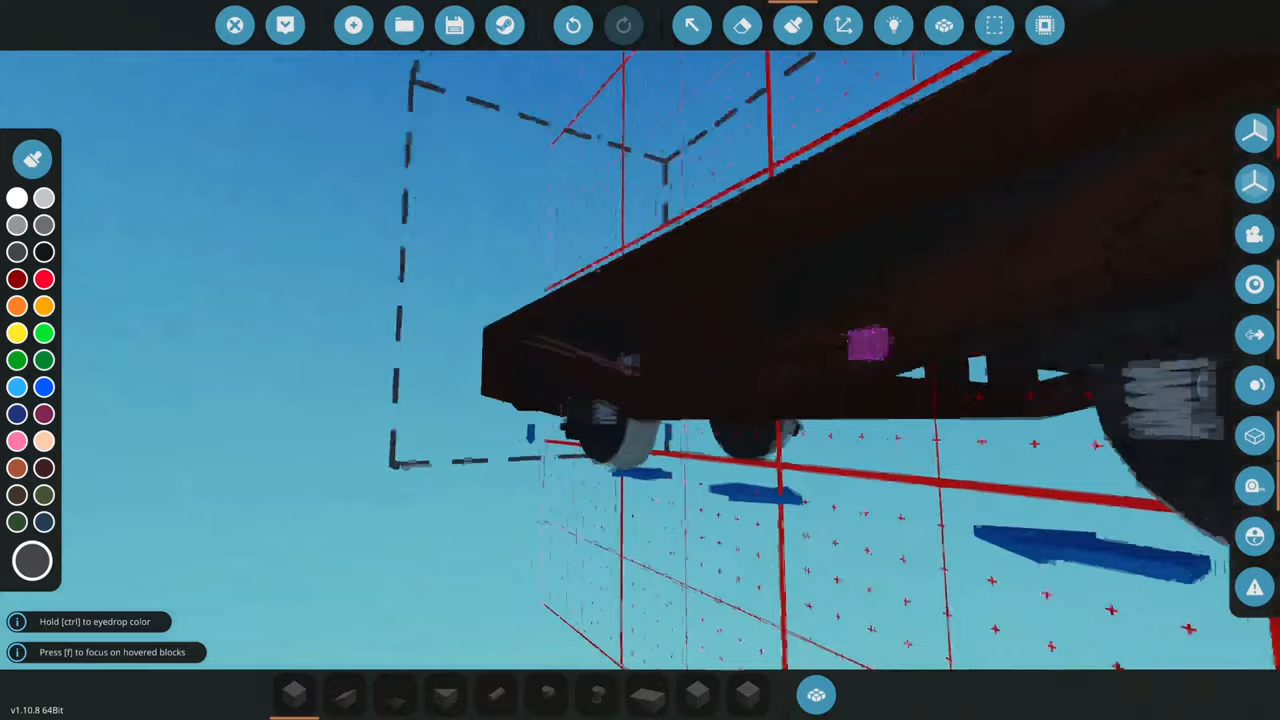 Hold [ctrl] to eyedrop color
Press [f] to focus on hovered blocks
v1.10.8 64Bit